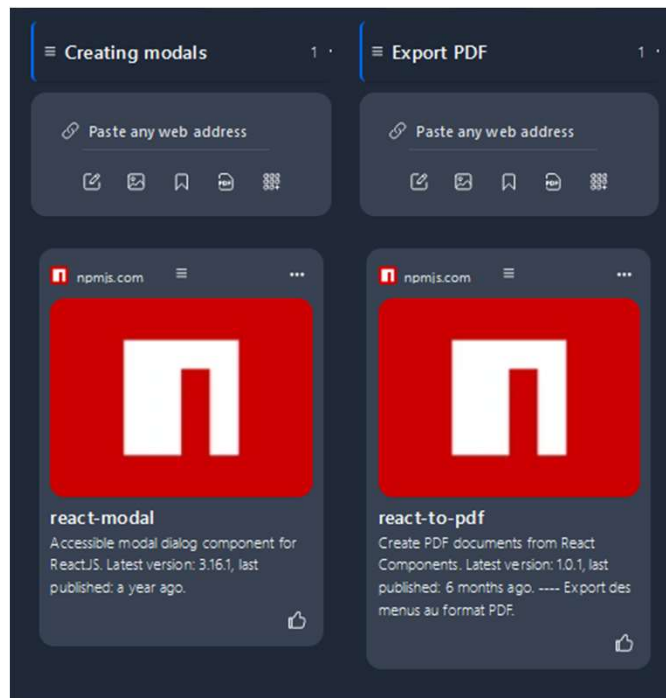 Creating modals
1
Paste any web address
PDF
npmjs.com
react-modal
Accessible modal dialog component for
ReactJS. Latest version: 3.16.1, last
published: a year ago.
Export PDF
1
Paste any web address
PDF
npmjs.com
react-to-pdf
Create PDF documents from React
Components. Latest version: 1.0.1, last
published: 6 months ago. ---- Export des
menus au format PDF.